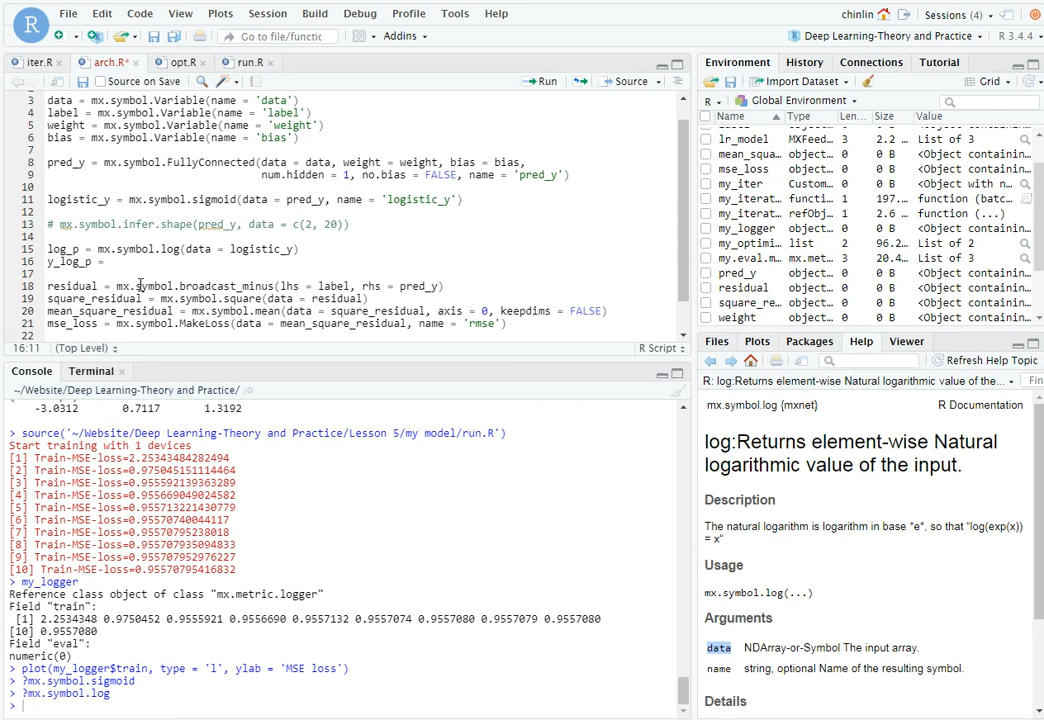 File Edit Code View Plots Session Build Debug Profile Tools Help
chinlin Sessions (4)
Go to file/functic Addins
Deep Learning-Theory and Practice R 3.4.4
iter.R arch.R* opt.R run.R
Source on Save Run Source
3 data = mx.symbol.Variable(name = 'data')
4 label = mx.symbol.Variable(name = 'label')
5 weight = mx.symbol.Variable(name = 'weight')
6 bias = mx.symbol.Variable(name = 'bias')
7
8 pred_y = mx.symbol.FullyConnected(data = data, weight = weight, bias = bias,
9 num.hidden = 1, no.bias = FALSE, name = 'pred_y')
10
11 logistic_y = mx.symbol.sigmoid(data = pred_y, name = 'logistic_y')
12
13 # mx.symbol.infer.shape(pred_y, data = c(2, 20))
14
15 log_p = mx.symbol.log(data = logistic_y)
16 y_log_p =
17
18 residual = mx.symbol.broadcast_minus(lhs = label, rhs = pred_y)
19 square_residual = mx.symbol.square(data = residual)
20 mean_square_residual = mx.symbol.mean(data = square_residual, axis = 0, keepdims = FALSE)
21 mse_loss = mx.symbol.MakeLoss(data = mean_square_residual, name = 'rmse')
22
16:11 (Top Level) R Script
Console Terminal
~/Website/Deep Learning-Theory and Practice/
-3.0312 0.7117 1.3192
> source('~/Website/Deep Learning-Theory and Practice/Lesson 5/my model/run.R')
Start training with 1 devices
[1] Train-MSE-loss=2.25343484282494
[2] Train-MSE-loss=0.975045151114464
[3] Train-MSE-loss=0.955592139363289
[4] Train-MSE-loss=0.955669049024582
[5] Train-MSE-loss=0.955713221430779
[6] Train-MSE-loss=0.95570740044117
[7] Train-MSE-loss=0.95570795238018
[8] Train-MSE-loss=0.955707935094833
[9] Train-MSE-loss=0.955707952976227
[10] Train-MSE-loss=0.95570795416832
> my_logger
Reference class object of class "mx.metric.logger"
Field "train":
[1] 2.2534348 0.9750452 0.9555921 0.9556690 0.9557132 0.9557074 0.9557080 0.9557079 0.9557080
[10] 0.9557080
Field "eval":
numeric(0)
> plot(my_logger$train, type = 'l', ylab = 'MSE loss')
> ?mx.symbol.sigmoid
> ?mx.symbol.log
>
Environment History Connections Tutorial
Import Dataset Grid
R Global Environment
Name Type Len... Size Value
lr_model MXFeed... 3 2.2 ... List of 3
mean_squa... object... 0 0 B <Object containin...
mse_loss object... 0 0 B <Object containin...
my_iter Custom... 0 0 B <Object with n...
my_iterat... functi... 1 197... function (batc...
my_iterat... refObj... 1 2.6 ... function (...)
my_logger object... 0 0 B <Object containin...
my_optimi... list 2 96.2... List of 2
my.eval.m... mx.met... 3 20.4... List of 3
pred_y object... 0 0 B <Object containin...
residual object... 0 0 B <Object containin...
square_re... object... 0 0 B <Object containin...
weight object... 0 0 B <Object containin...
Files Plots Packages Help Viewer
Refresh Help Topic
R: log:Returns element-wise Natural logarithmic value of the... Fin
mx.symbol.log {mxnet} R Documentation
log:Returns element-wise Natural
logarithmic value of the input.
Description
The natural logarithm is logarithm in base *e*, so that "log(exp(x))
= x"
Usage
mx.symbol.log(...)
Arguments
data NDArray-or-Symbol The input array.
name string, optional Name of the resulting symbol.
Details